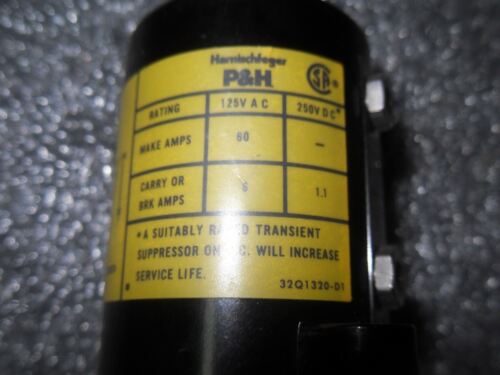 Harnischfeger
P&H
RATING 125V A C 250V D C*
MAKE AMPS 60 —
CARRY OR
BRK AMPS 6 1.1
*A SUITABLY RATED TRANSIENT
SUPPRESSOR ON D.C. WILL INCREASE
SERVICE LIFE.
32Q1320-D1